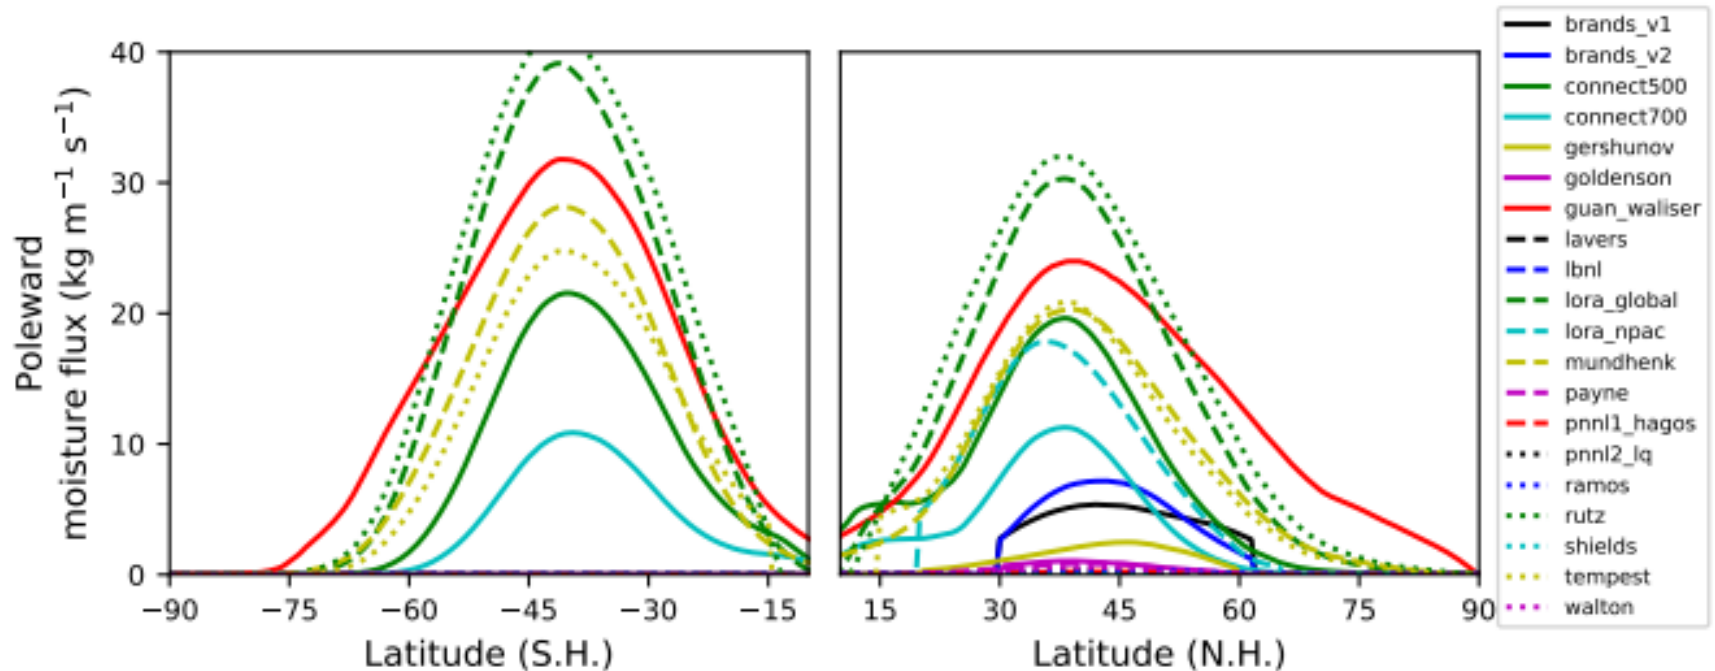 Poleward
moisture flux (kg m⁻¹ s⁻¹)
40
30
20
10
0
−90 −75 −60 −45 −30 −15
Latitude (S.H.)
15 30 45 60 75 90
Latitude (N.H.)
brands_v1
brands_v2
connect500
connect700
gershunov
goldenson
guan_waliser
lavers
lbnl
lora_global
lora_npac
mundhenk
payne
pnnl1_hagos
pnnl2_lq
ramos
rutz
shields
tempest
walton